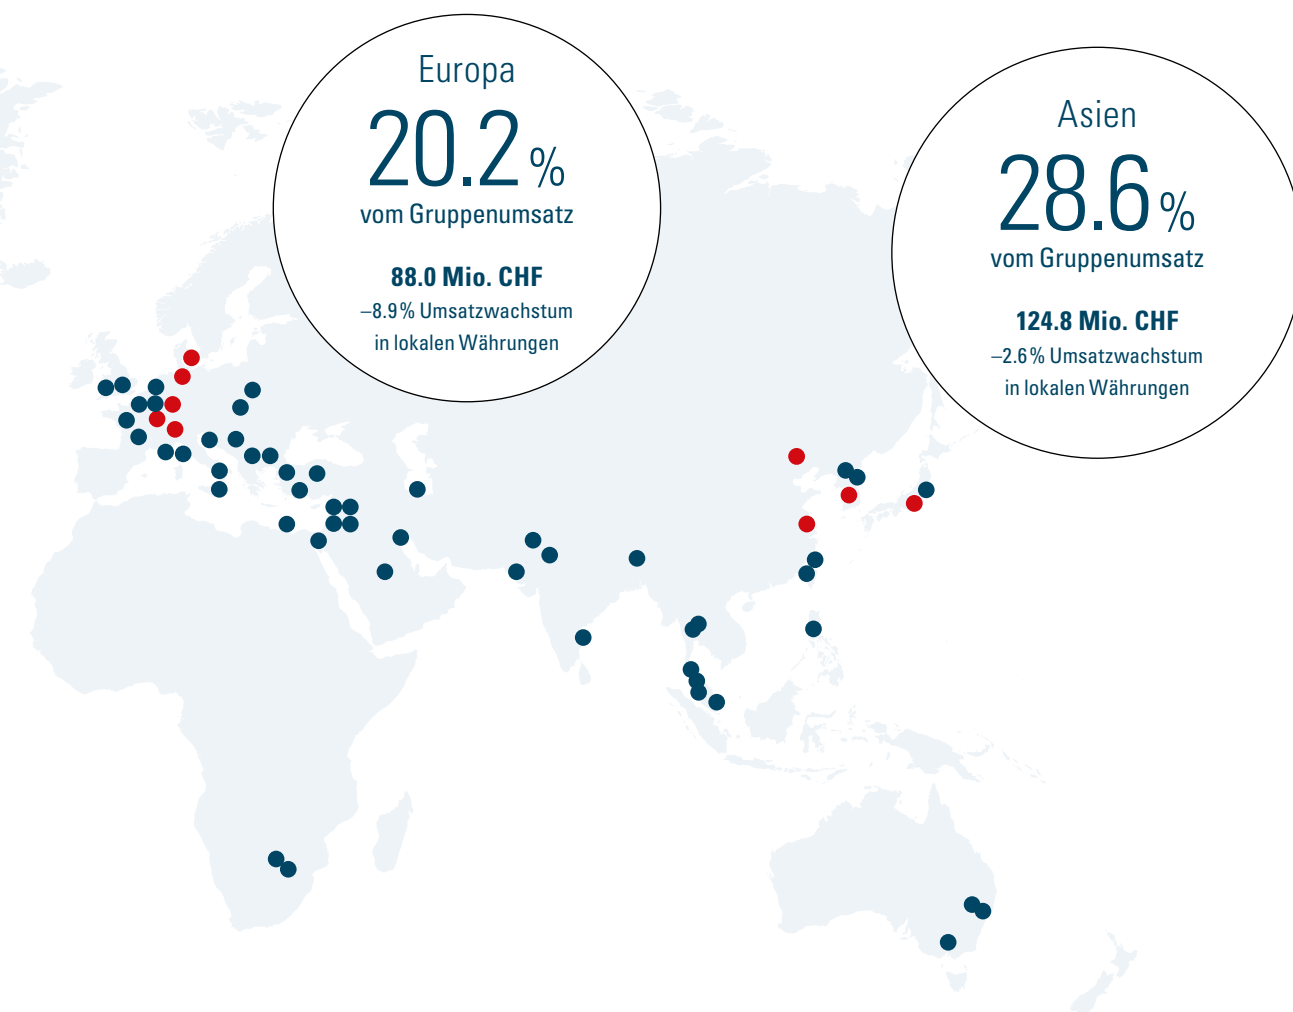 Europa
20.2 %
vom Gruppenumsatz
88.0 Mio. CHF
–8.9 % Umsatzwachstum
in lokalen Währungen
Asien
28.6 %
vom Gruppenumsatz
124.8 Mio. CHF
–2.6 % Umsatzwachstum
in lokalen Währungen